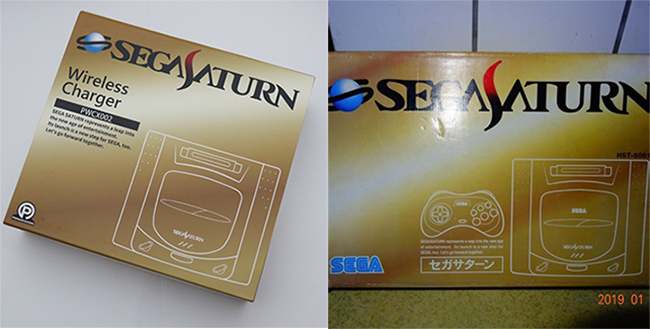 SEGA SATURN
Wireless
Charger
PWCX002
SEGA SATURN represents a leap into
the new age of entertainment.
Its launch is a new step for SEGA, too.
Let's go forward together.
SEGA SATURN
P
SEGA SATURN
HST-0001
SEGA
SEGA
SEGASATURN represents a leap into the new age
of entertainment. Its launch is a new step
for SEGA, too. Let's go forward together.
セガサターン
SEGA
SEGA SATURN
2019 01